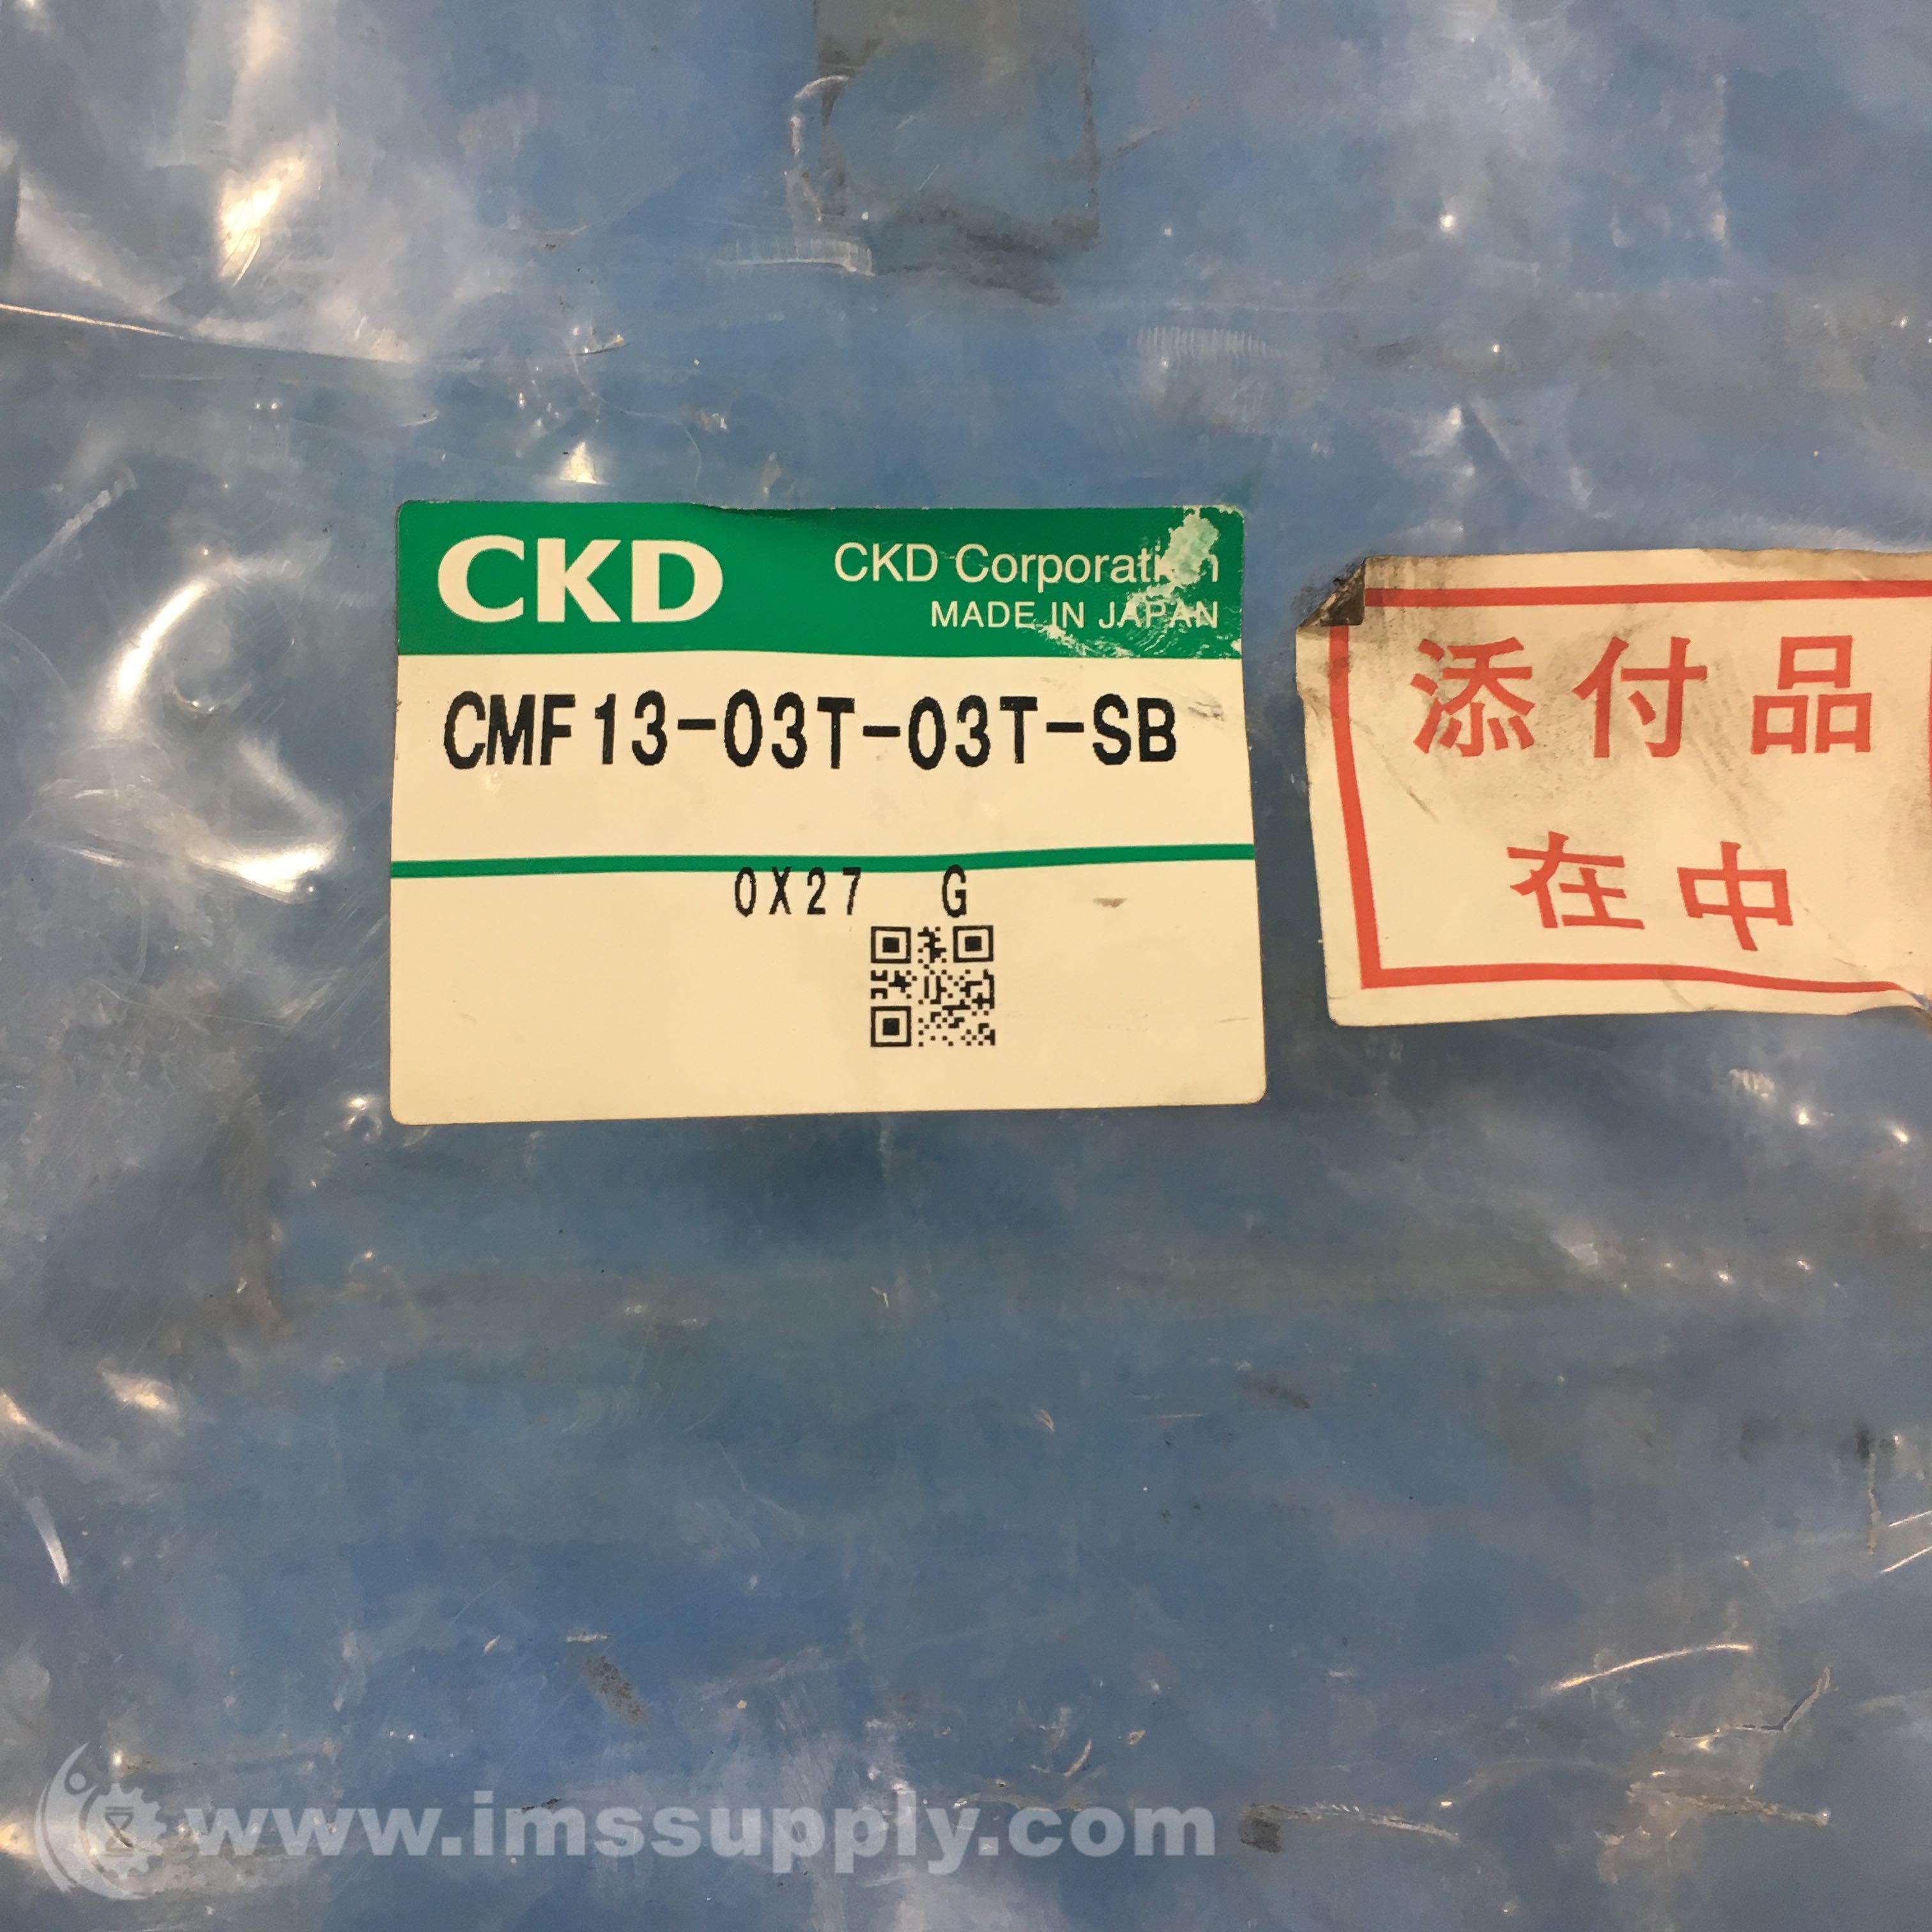 CKD
CKD Corporation
MADE IN JAPAN
CMF13-03T-03T-SB
0X27 G
添付品
在中
www.imssupply.com